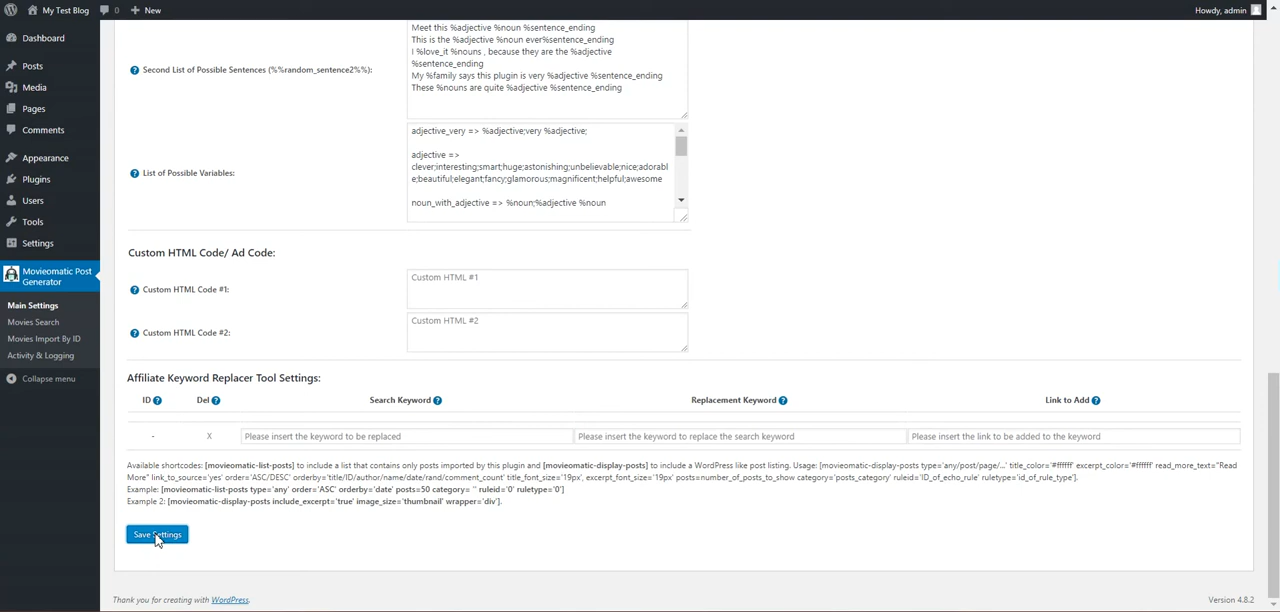 My Test Blog
0
New
Howdy, admin
Dashboard
Posts
Media
Pages
Comments
Appearance
Plugins
Users
Tools
Settings
Movieomatic Post
Generator
Main Settings
Movies Search
Movies Import By ID
Activity & Logging
Collapse menu
Second List of Possible Sentences (%%random_sentence2%%):
Meet this %adjective %noun %sentence_ending
This is the %adjective %noun ever%sentence_ending
I %love_it %nouns , because they are the %adjective
%sentence_ending
My %family says this plugin is very %adjective %sentence_ending
These %nouns are quite %adjective %sentence_ending
List of Possible Variables:
adjective_very => %adjective;very %adjective;
adjective =>
clever;interesting;smart;huge;astonishing;unbelievable;nice;adorabl
e;beautiful;elegant;fancy;glamorous;magnificent;helpful;awesome
noun_with_adjective => %noun;%adjective %noun
Custom HTML Code/ Ad Code:
Custom HTML Code #1:
Custom HTML #1
Custom HTML Code #2:
Custom HTML #2
Affiliate Keyword Replacer Tool Settings:
ID Del Search Keyword Replacement Keyword Link to Add
- X Please insert the keyword to be replaced Please insert the keyword to replace the search keyword Please insert the link to be added to the keyword
Available shortcodes: [movieomatic-list-posts] to include a list that contains only posts imported by this plugin and [movieomatic-display-posts] to include a WordPress like post listing. Usage: [movieomatic-display-posts type='any/post/page/...' title_color='#ffffff' excerpt_color='#ffffff' read_more_text="Read
More" link_to_source='yes' order='ASC/DESC' orderby='title/ID/author/name/date/rand/comment_count' title_font_size='19px', excerpt_font_size='19px' posts=number_of_posts_to_show category='posts_category' ruleid='ID_of_echo_rule' ruletype='id_of_rule_type'].
Example: [movieomatic-list-posts type='any' order='ASC' orderby='date' posts=50 category= '' ruleid='0' ruletype='0']
Example 2: [movieomatic-display-posts include_excerpt='true' image_size='thumbnail' wrapper='div'].
Save Settings
Thank you for creating with WordPress.
Version 4.8.2